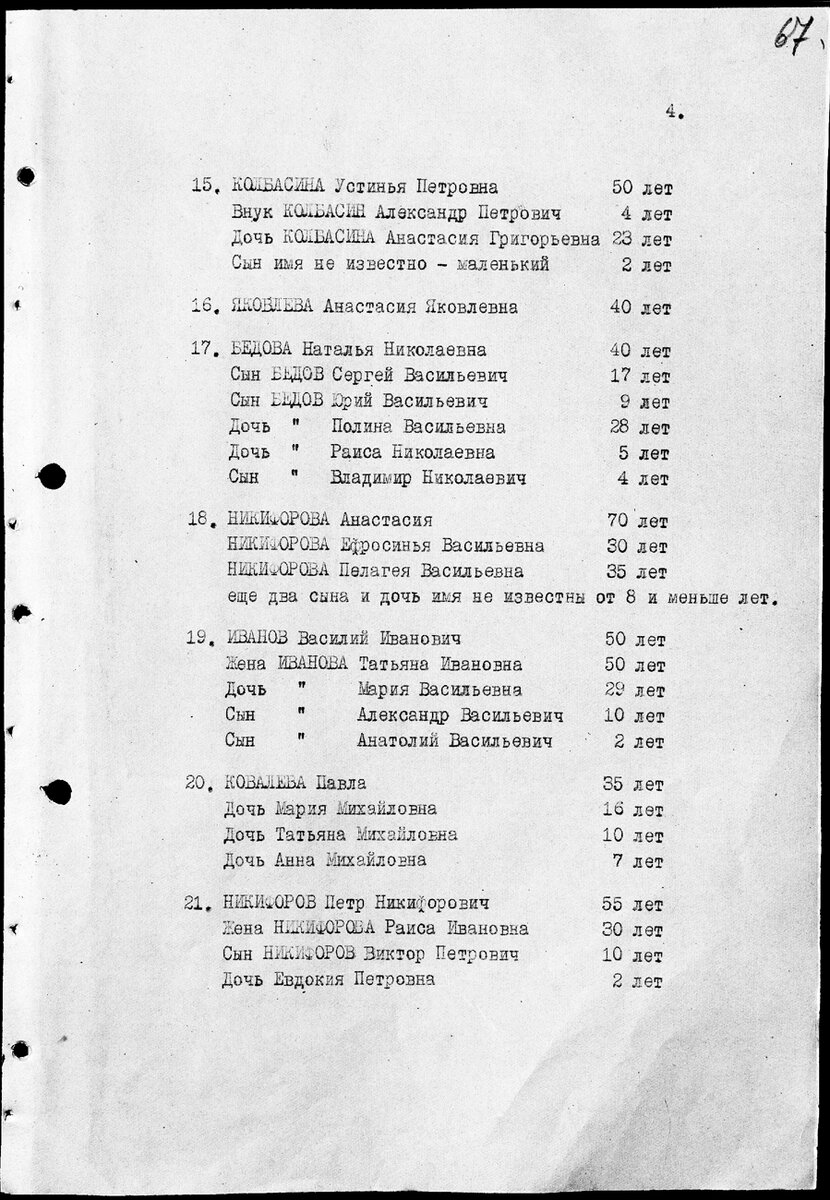 67.
4.
15. КОЛБАСИНА Устинья Петровна 50 лет
Внук КОЛБАСИН Александр Петрович 4 лет
Дочь КОЛБАСИНА Анастасия Григорьевна 23 лет
Сын имя не известно - маленький 2 лет
16. ЯКОВЛЕВА Анастасия Яковлевна 40 лет
17. БЕДОВА Наталья Николаевна 40 лет
Сын БЕДОВ Сергей Васильевич 17 лет
Сын БЕДОВ Юрий Васильевич 9 лет
Дочь " Полина Васильевна 28 лет
Дочь " Раиса Николаевна 5 лет
Сын " Владимир Николаевич 4 лет
18. НИКИФОРОВА Анастасия 70 лет
НИКИФОРОВА Ефросинья Васильевна 30 лет
НИКИФОРОВА Пелагея Васильевна 35 лет
еще два сына и дочь имя не известны от 8 и меньше лет.
19. ИВАНОВ Василий Иванович 50 лет
Жена ИВАНОВА Татьяна Ивановна 50 лет
Дочь " Мария Васильевна 29 лет
Сын " Александр Васильевич 10 лет
Сын " Анатолий Васильевич 2 лет
20. КОВАЛЕВА Павла 35 лет
Дочь Мария Михайловна 16 лет
Дочь Татьяна Михайловна 10 лет
Дочь Анна Михайловна 7 лет
21. НИКИФОРОВ Петр Никифорович 55 лет
Жена НИКИФОРОВА Раиса Ивановна 30 лет
Сын НИКИФОРОВ Виктор Петрович 10 лет
Дочь Евдокия Петровна 2 лет